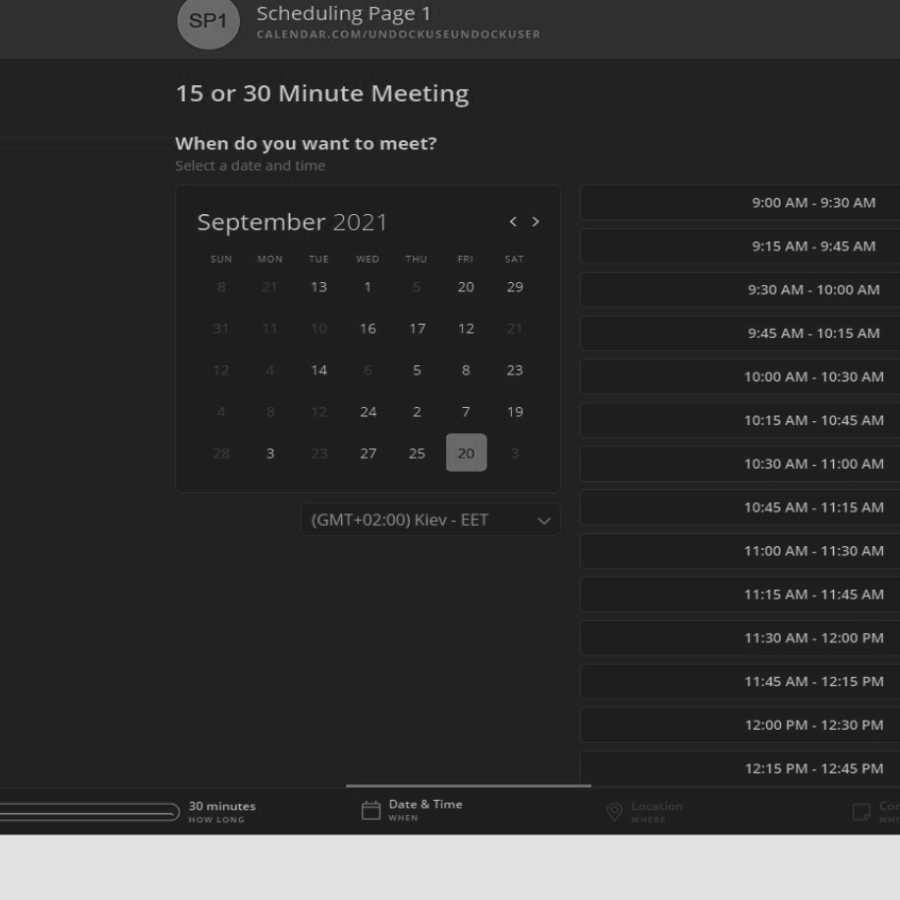 SP1
Scheduling Page 1
CALENDAR.COM/UNDOCKUSEUNDOCKUSER
15 or 30 Minute Meeting
When do you want to meet?
Select a date and time
September 2021
< >
SUN MON TUE WED THU FRI SAT
8 21 13 1 5 20 29
31 11 10 16 17 12 21
12 4 14 6 5 8 23
4 8 12 24 2 7 19
28 3 23 27 25 20 3
(GMT+02:00) Kiev - EET
9:00 AM - 9:30 AM
9:15 AM - 9:45 AM
9:30 AM - 10:00 AM
9:45 AM - 10:15 AM
10:00 AM - 10:30 AM
10:15 AM - 10:45 AM
10:30 AM - 11:00 AM
10:45 AM - 11:15 AM
11:00 AM - 11:30 AM
11:15 AM - 11:45 AM
11:30 AM - 12:00 PM
11:45 AM - 12:15 PM
12:00 PM - 12:30 PM
12:15 PM - 12:45 PM
30 minutes
HOW LONG
Date & Time
WHEN
Location
WHERE